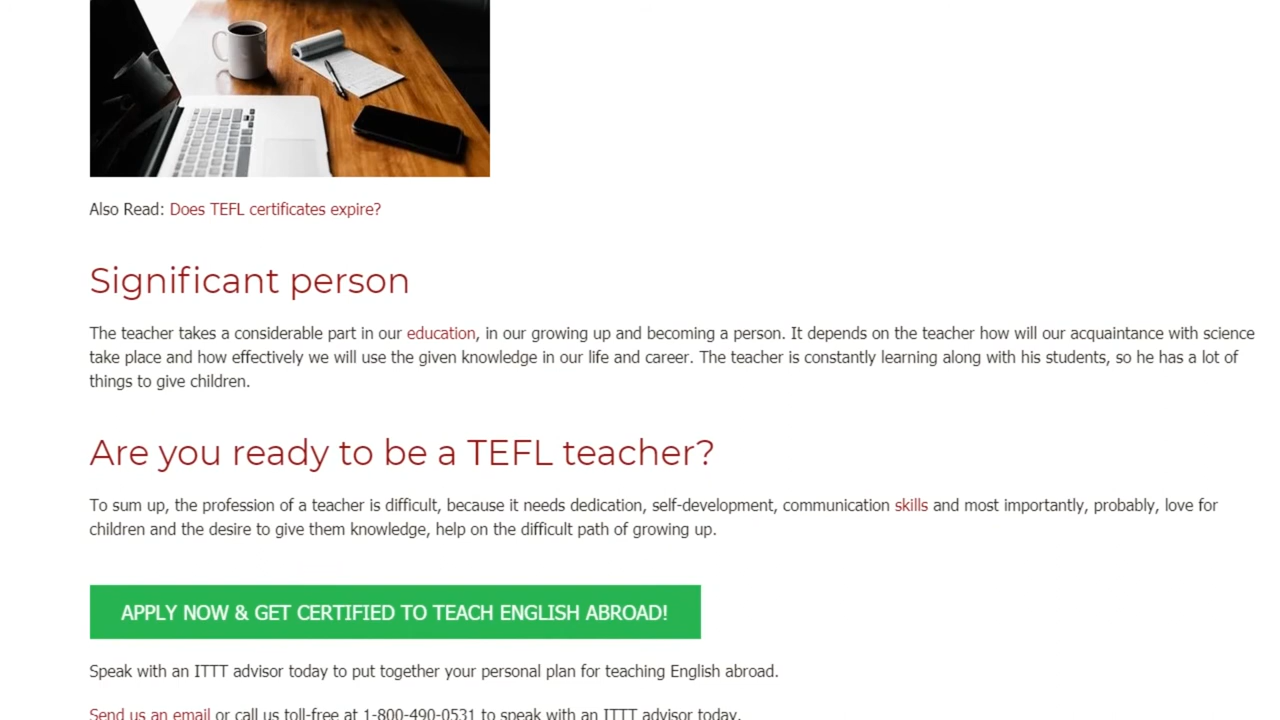 Also Read: Does TEFL certificates expire?
Significant person
The teacher takes a considerable part in our education, in our growing up and becoming a person. It depends on the teacher how will our acquaintance with science
take place and how effectively we will use the given knowledge in our life and career. The teacher is constantly learning along with his students, so he has a lot of
things to give children.
Are you ready to be a TEFL teacher?
To sum up, the profession of a teacher is difficult, because it needs dedication, self-development, communication skills and most importantly, probably, love for
children and the desire to give them knowledge, help on the difficult path of growing up.
APPLY NOW & GET CERTIFIED TO TEACH ENGLISH ABROAD!
Speak with an ITTT advisor today to put together your personal plan for teaching English abroad.
Send us an email or call us toll-free at 1-800-490-0531 to speak with an ITTT advisor today.